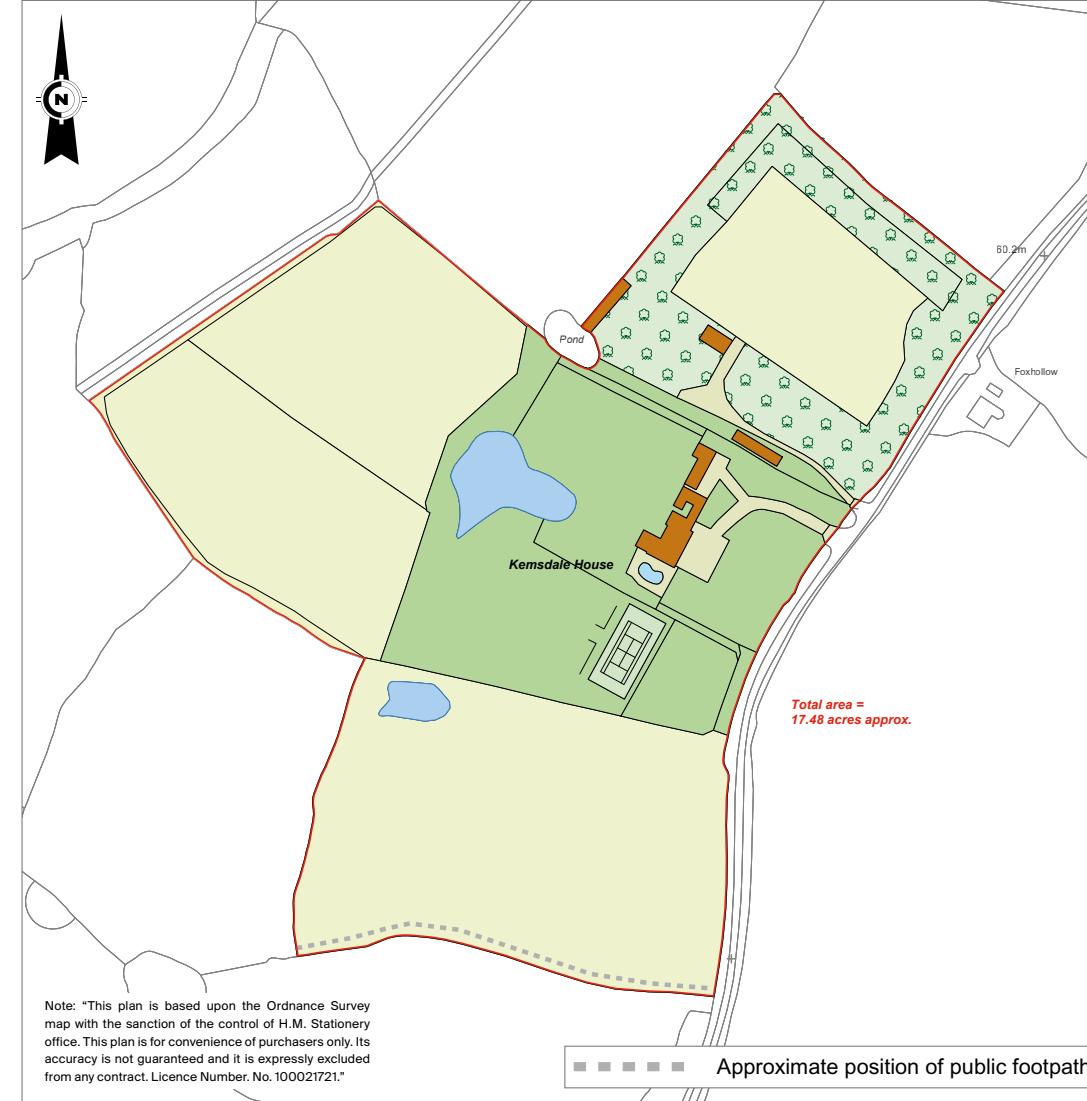 N
60.2m
Pond
Foxhollow
Kemsdale House
Total area =
17.48 acres approx.
Note: “This plan is based upon the Ordnance Survey
map with the sanction of the control of H.M. Stationery
office. This plan is for convenience of purchasers only. Its
accuracy is not guaranteed and it is expressly excluded
from any contract. Licence Number. No. 100021721.”
Approximate position of public footpath